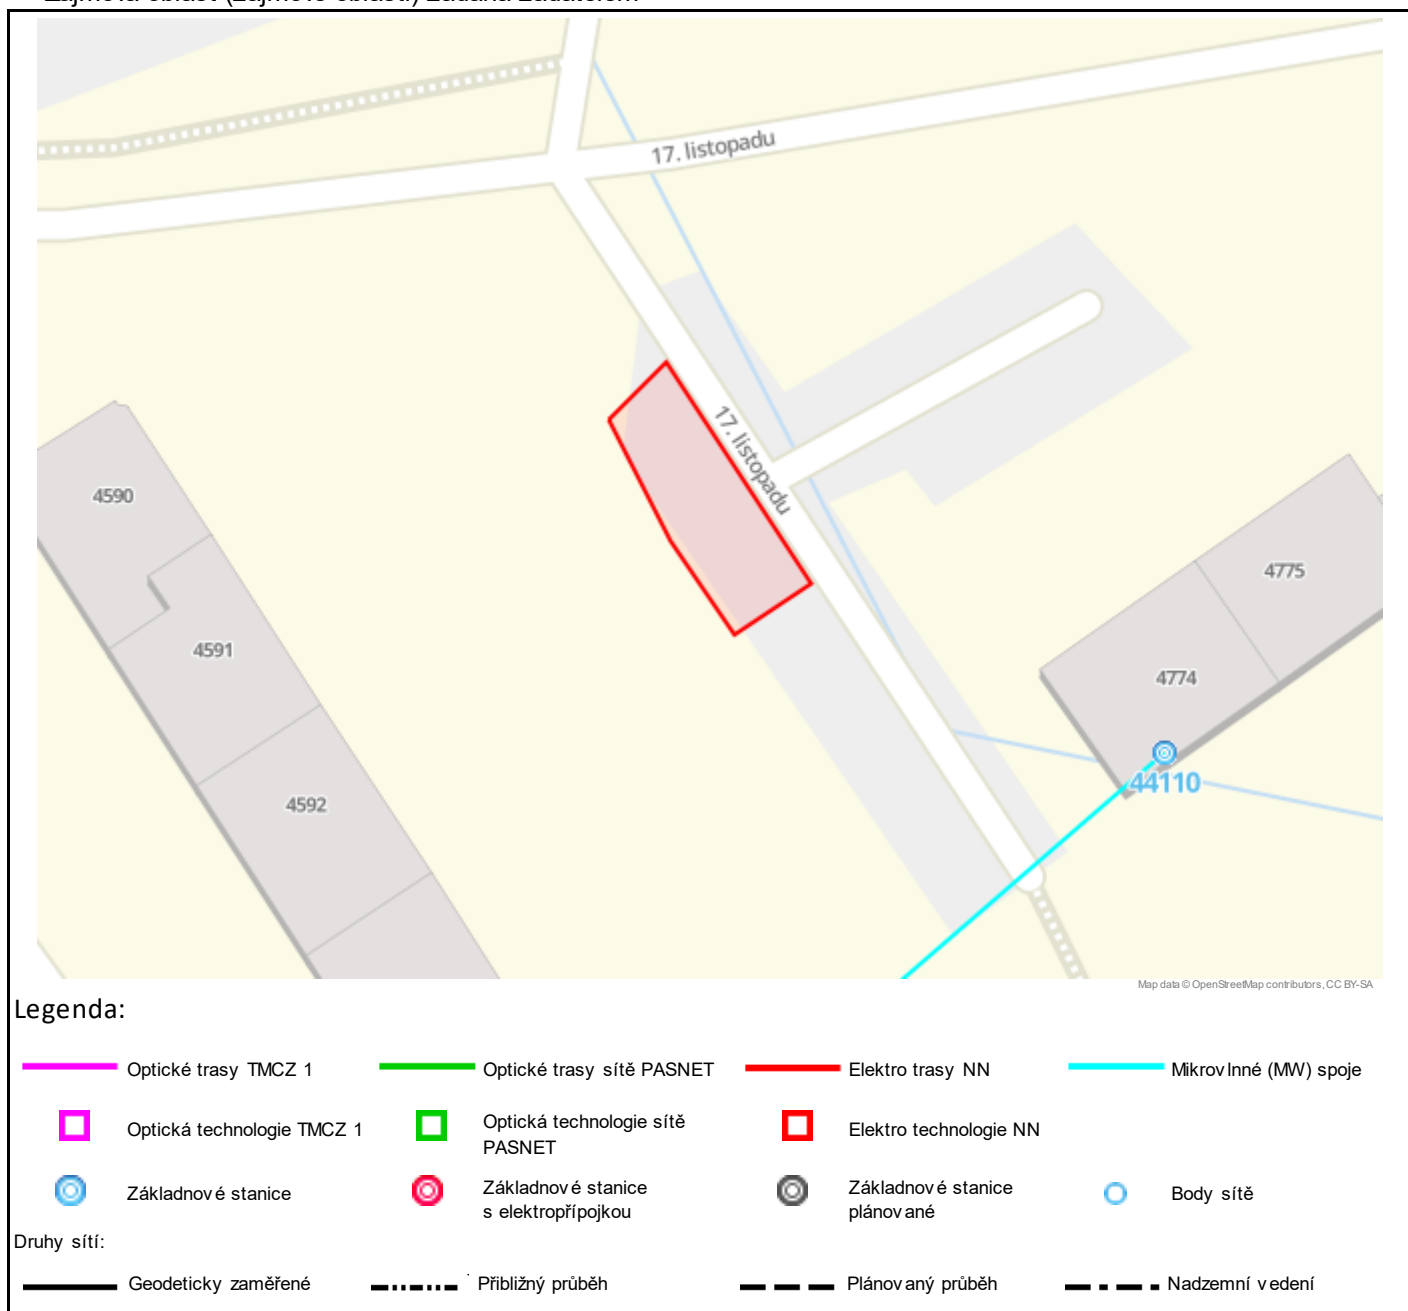 17. listopadu
17. listopadu
4590
4591
4592
4775
4774
44110
Map data © OpenStreetMap contributors, CC BY-SA
Legenda:
Optické trasy TMCZ 1
Optické trasy sítě PASNET
Elektro trasy NN
Mikrovlnné (MW) spoje
Optická technologie TMCZ 1
Optická technologie sítě
PASNET
Elektro technologie NN
Základnové stanice
Základnové stanice
s elektropřípojkou
Základnové stanice
plánované
Body sítě
Druhy sítí:
Geodeticky zaměřené
Přibližný průběh
Plánovaný průběh
Nadzemní vedení